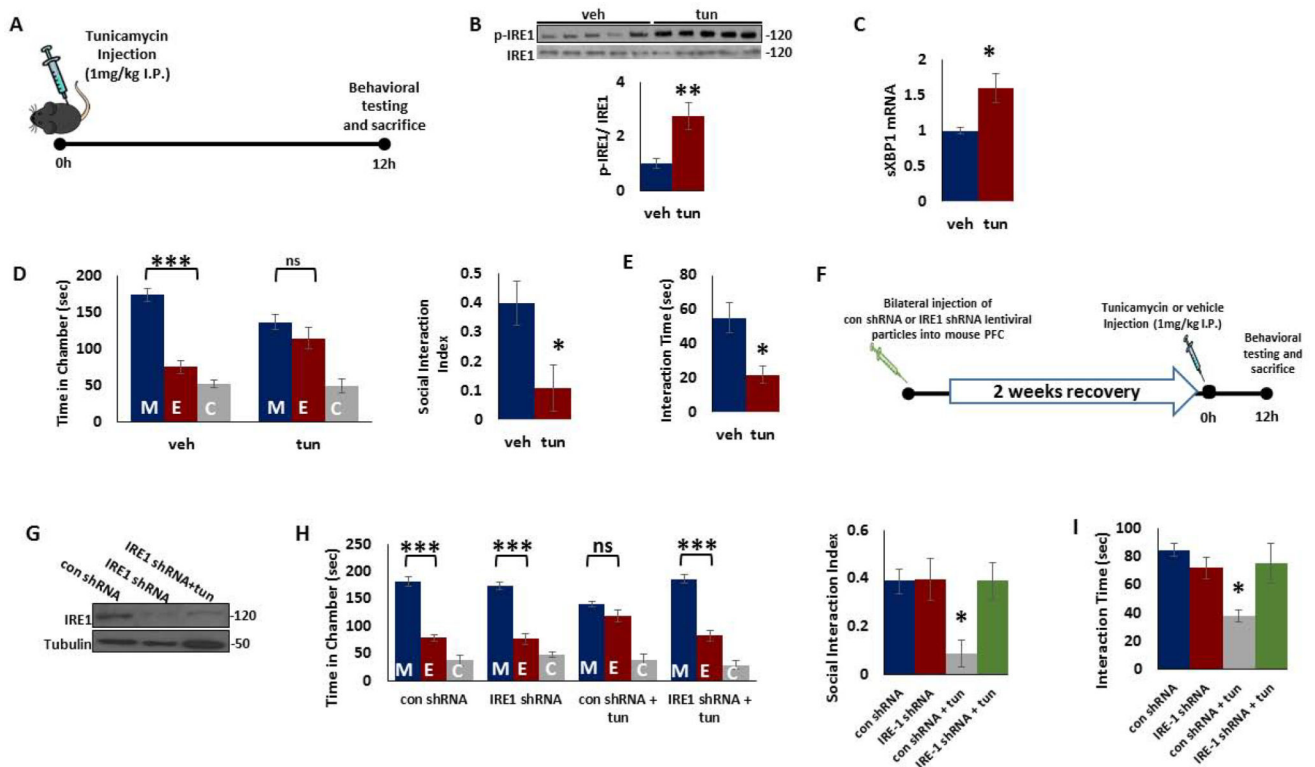 A
Tunicamycin
Injection
(1mg/kg I.P.)
Behavioral
testing
and sacrifice
0h
12h
B
veh
tun
p-IRE1
-120
IRE1
-120
p-IRE1/ IRE1
4
2
0
**
veh tun
C
sXBP1 mRNA
2
1.5
1
0.5
0
*
veh tun
D
Time in Chamber (sec)
200
150
100
50
0
***
ns
M E C
veh
tun
Social Interaction
Index
0.5
0.4
0.3
0.2
0.1
0
*
veh tun
E
Interaction Time (sec)
80
60
40
20
0
*
veh tun
F
Bilateral injection of
con shRNA or IRE1 shRNA lentiviral
particles into mouse PFC
Tunicamycin or vehicle
Injection (1mg/kg I.P.)
Behavioral
testing and
sacrifice
2 weeks recovery
0h
12h
G
con shRNA
IRE1 shRNA
IRE1 shRNA+tun
IRE1
-120
Tubulin
-50
H
Time in Chamber (sec)
250
200
150
100
50
0
***
***
ns
***
M E C
M E C
M E C
M E C
con shRNA
IRE1 shRNA
con shRNA +
tun
IRE1 shRNA +
tun
Social Interaction Index
0.6
0.4
0.2
0
*
con shRNA
IRE-1 shRNA
con shRNA + tun
IRE-1 shRNA + tun
I
Interaction Time (sec)
100
80
60
40
20
0
*
con shRNA
IRE-1 shRNA
con shRNA + tun
IRE-1 shRNA + tun